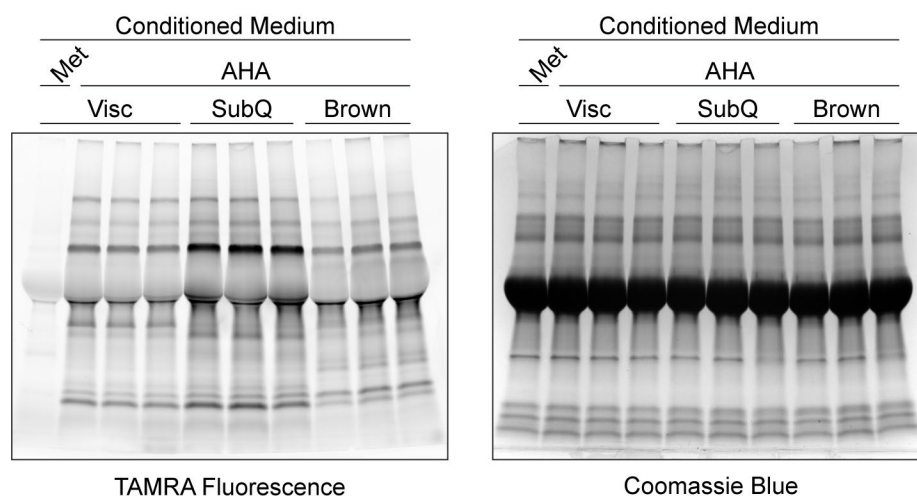 Conditioned Medium
Met
AHA
Visc SubQ Brown
TAMRA Fluorescence
Conditioned Medium
Met
AHA
Visc SubQ Brown
Coomassie Blue